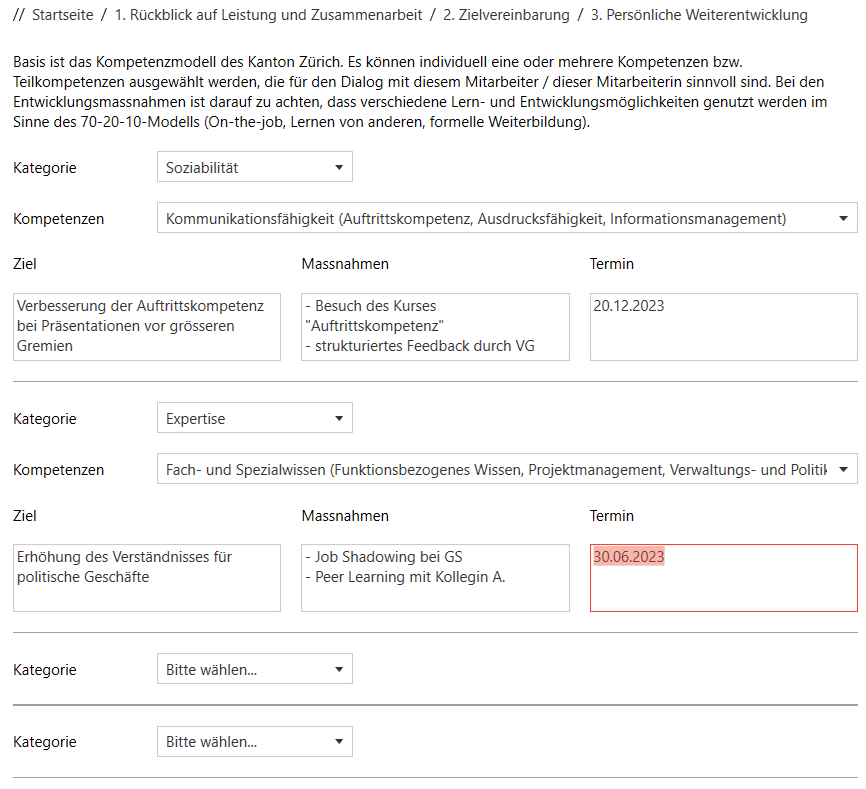 // Startseite / 1. Rückblick auf Leistung und Zusammenarbeit / 2. Zielvereinbarung / 3. Persönliche Weiterentwicklung
Basis ist das Kompetenzmodell des Kanton Zürich. Es können individuell eine oder mehrere Kompetenzen bzw.
Teilkompetenzen ausgewählt werden, die für den Dialog mit diesem Mitarbeiter / dieser Mitarbeiterin sinnvoll sind. Bei den
Entwicklungsmassnahmen ist darauf zu achten, dass verschiedene Lern- und Entwicklungsmöglichkeiten genutzt werden im
Sinne des 70-20-10-Modells (On-the-job, Lernen von anderen, formelle Weiterbildung).
Kategorie Soziabilität
Kompetenzen Kommunikationsfähigkeit (Auftrittskompetenz, Ausdrucksfähigkeit, Informationsmanagement)
Ziel Massnahmen Termin
Verbesserung der Auftrittskompetenz - Besuch des Kurses 20.12.2023
bei Präsentationen vor grösseren "Auftrittskompetenz"
Gremien - strukturiertes Feedback durch VG
Kategorie Expertise
Kompetenzen Fach- und Spezialwissen (Funktionsbezogenes Wissen, Projektmanagement, Verwaltungs- und Politik
Ziel Massnahmen Termin
Erhöhung des Verständnisses für - Job Shadowing bei GS 30.06.2023
politische Geschäfte - Peer Learning mit Kollegin A.
Kategorie Bitte wählen...
Kategorie Bitte wählen...